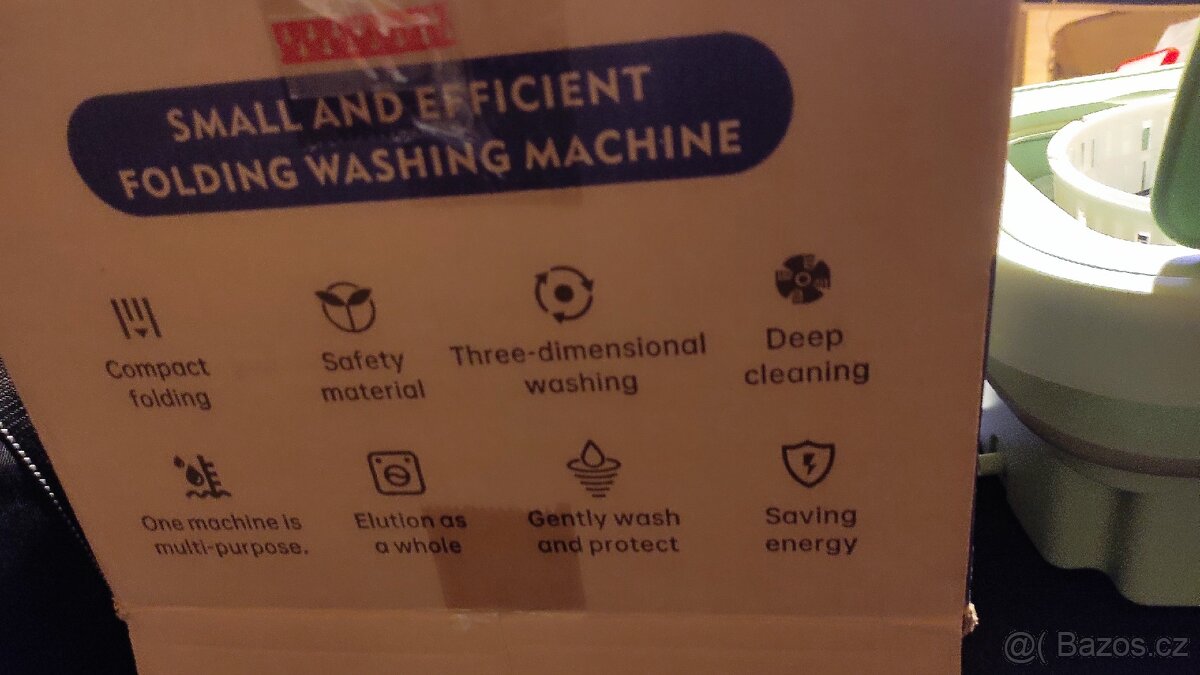 SMALL AND EFFICIENT
FOLDING WASHING MACHINE
Compact
folding
Safety
material
Three-dimensional
washing
Deep
cleaning
One machine is
multi-purpose.
Elution as
a whole
Gently wash
and protect
Saving
energy
@( Bazos.cz